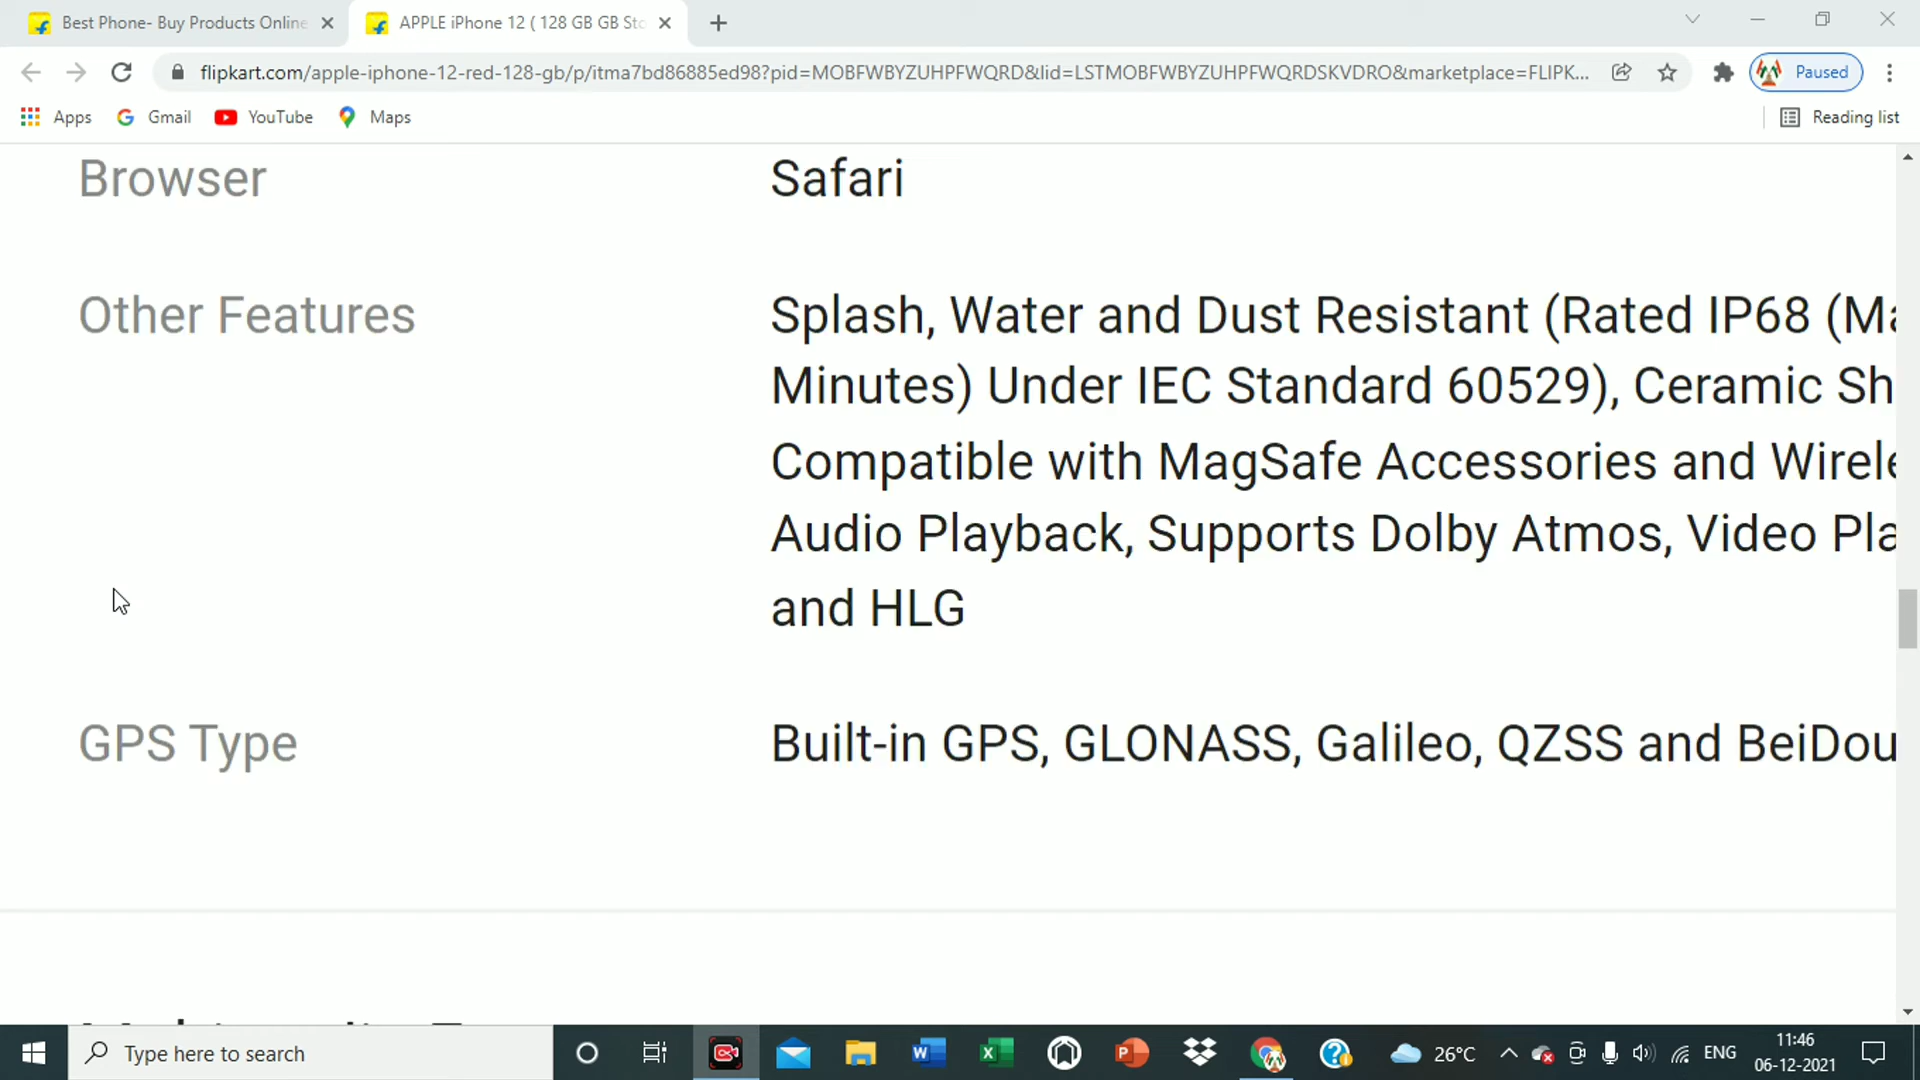 Best Phone- Buy Products Online
APPLE iPhone 12 ( 128 GB GB Sto
flipkart.com/apple-iphone-12-red-128-gb/p/itma7bd86885ed98?pid=MOBFWBYZUHPFWQRD&lid=LSTMOBFWBYZUHPFWQRDSKVDRO&marketplace=FLIPK...
Paused
Apps
Gmail
YouTube
Maps
Reading list
Browser
Safari
Other Features
Splash, Water and Dust Resistant (Rated IP68 (Ma
Minutes) Under IEC Standard 60529), Ceramic Sh
Compatible with MagSafe Accessories and Wirele
Audio Playback, Supports Dolby Atmos, Video Pla
and HLG
GPS Type
Built-in GPS, GLONASS, Galileo, QZSS and BeiDou
Type here to search
26°C
ENG
11:46
06-12-2021